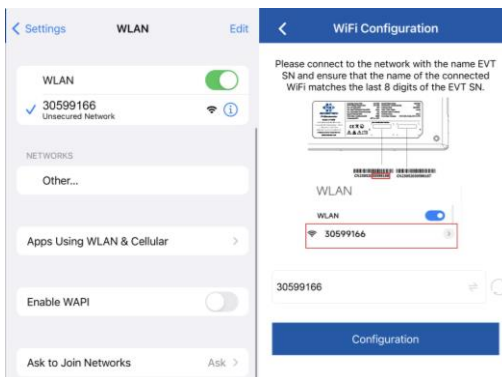 Settings
WLAN
Edit
WLAN
30599166
Unsecured Network
NETWORKS
Other...
Apps Using WLAN & Cellular
Enable WAPI
Ask to Join Networks
Ask
WiFi Configuration
Please connect to the network with the name EVT
SN and ensure that the name of the connected
WiFi matches the last 8 digits of the EVT SN.
WLAN
WLAN
30599166
30599166
Configuration